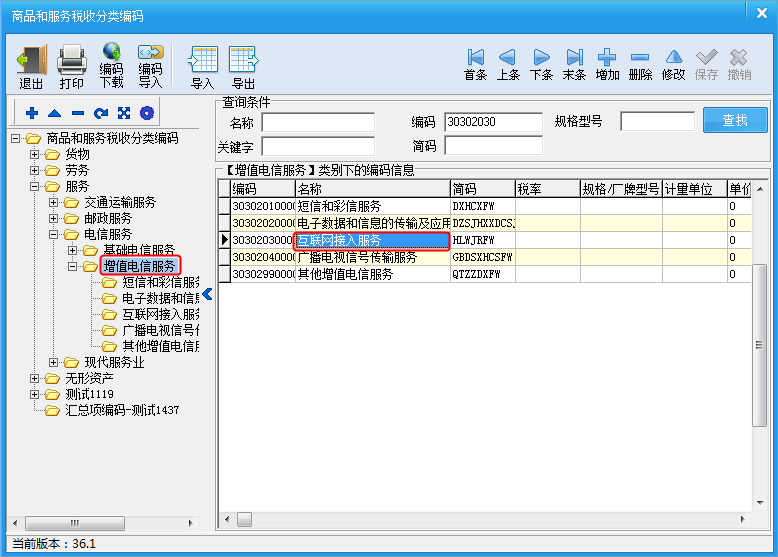 商品和服务税收分类编码
退出 打印 编码下载 编码导入 导入 导出 首条 上条 下条 末条 增加 删除 修改 保存 撤销
商品和服务税收分类编码
货物
劳务
服务
交通运输服务
邮政服务
电信服务
基础电信服务
增值电信服务
短信和彩信服务
电子数据和信息
互联网接入服务
广播电视信号传
其他增值电信服
现代服务业
无形资产
测试1119
汇总项编码-测试1437
查询条件
名称 编码 30302030 规格型号 查找
关键字 简码
【增值电信服务】类别下的编码信息
编码 名称 简码 税率 规格/厂牌型号 计量单位 单价
3030201000 短信和彩信服务 DXHCXFW 0
3030202000 电子数据和信息的传输及应用 DZSJHXXDCSJ 0
3030203000 互联网接入服务 HLWJRFW 0
3030204000 广播电视信号传输服务 GBDSXHCSFW 0
3030299000 其他增值电信服务 QTZZDXFW 0
当前版本：36.1